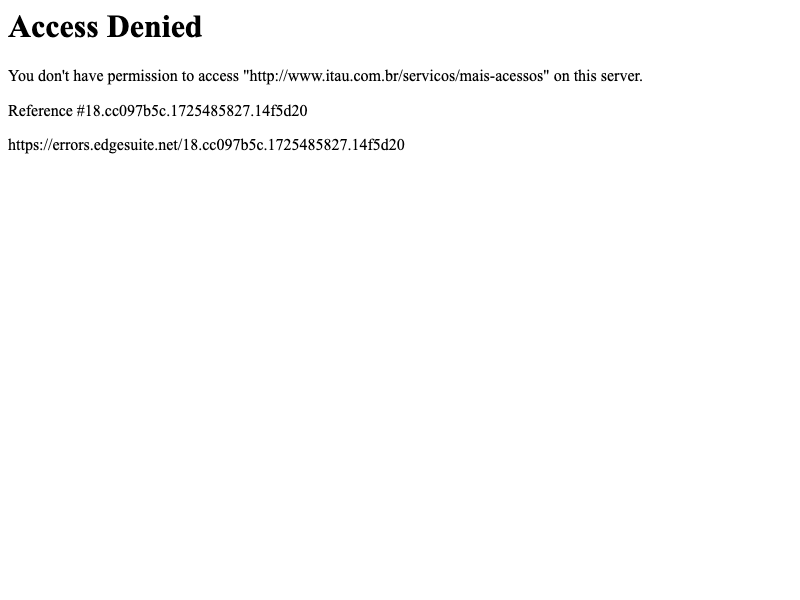 Access Denied
You don't have permission to access "http://www.itau.com.br/servicos/mais-acessos" on this server.
Reference #18.cc097b5c.1725485827.14f5d20
https://errors.edgesuite.net/18.cc097b5c.1725485827.14f5d20